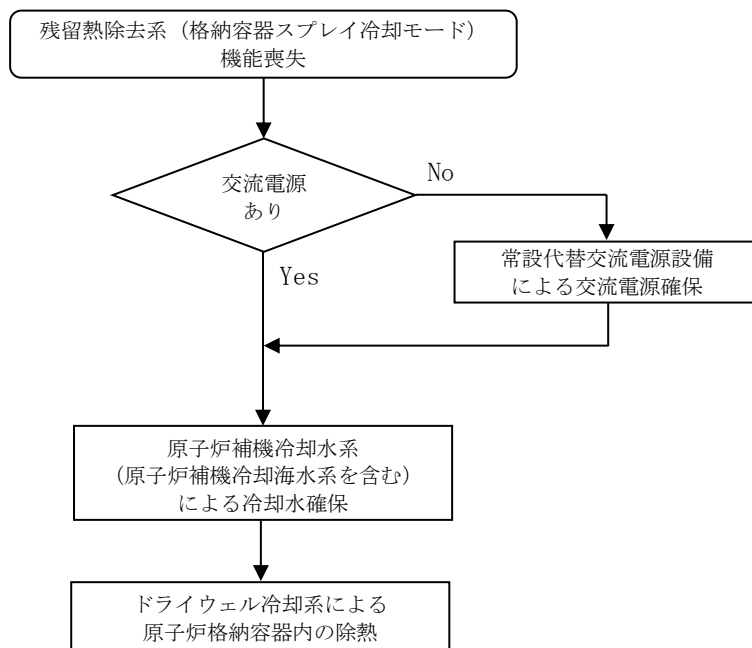 残留熱除去系（格納容器スプレイ冷却モード）
機能喪失
交流電源
あり
No
常設代替交流電源設備
による交流電源確保
Yes
原子炉補機冷却水系
（原子炉補機冷却海水系を含む）
による冷却水確保
ドライウェル冷却系による
原子炉格納容器内の除熱